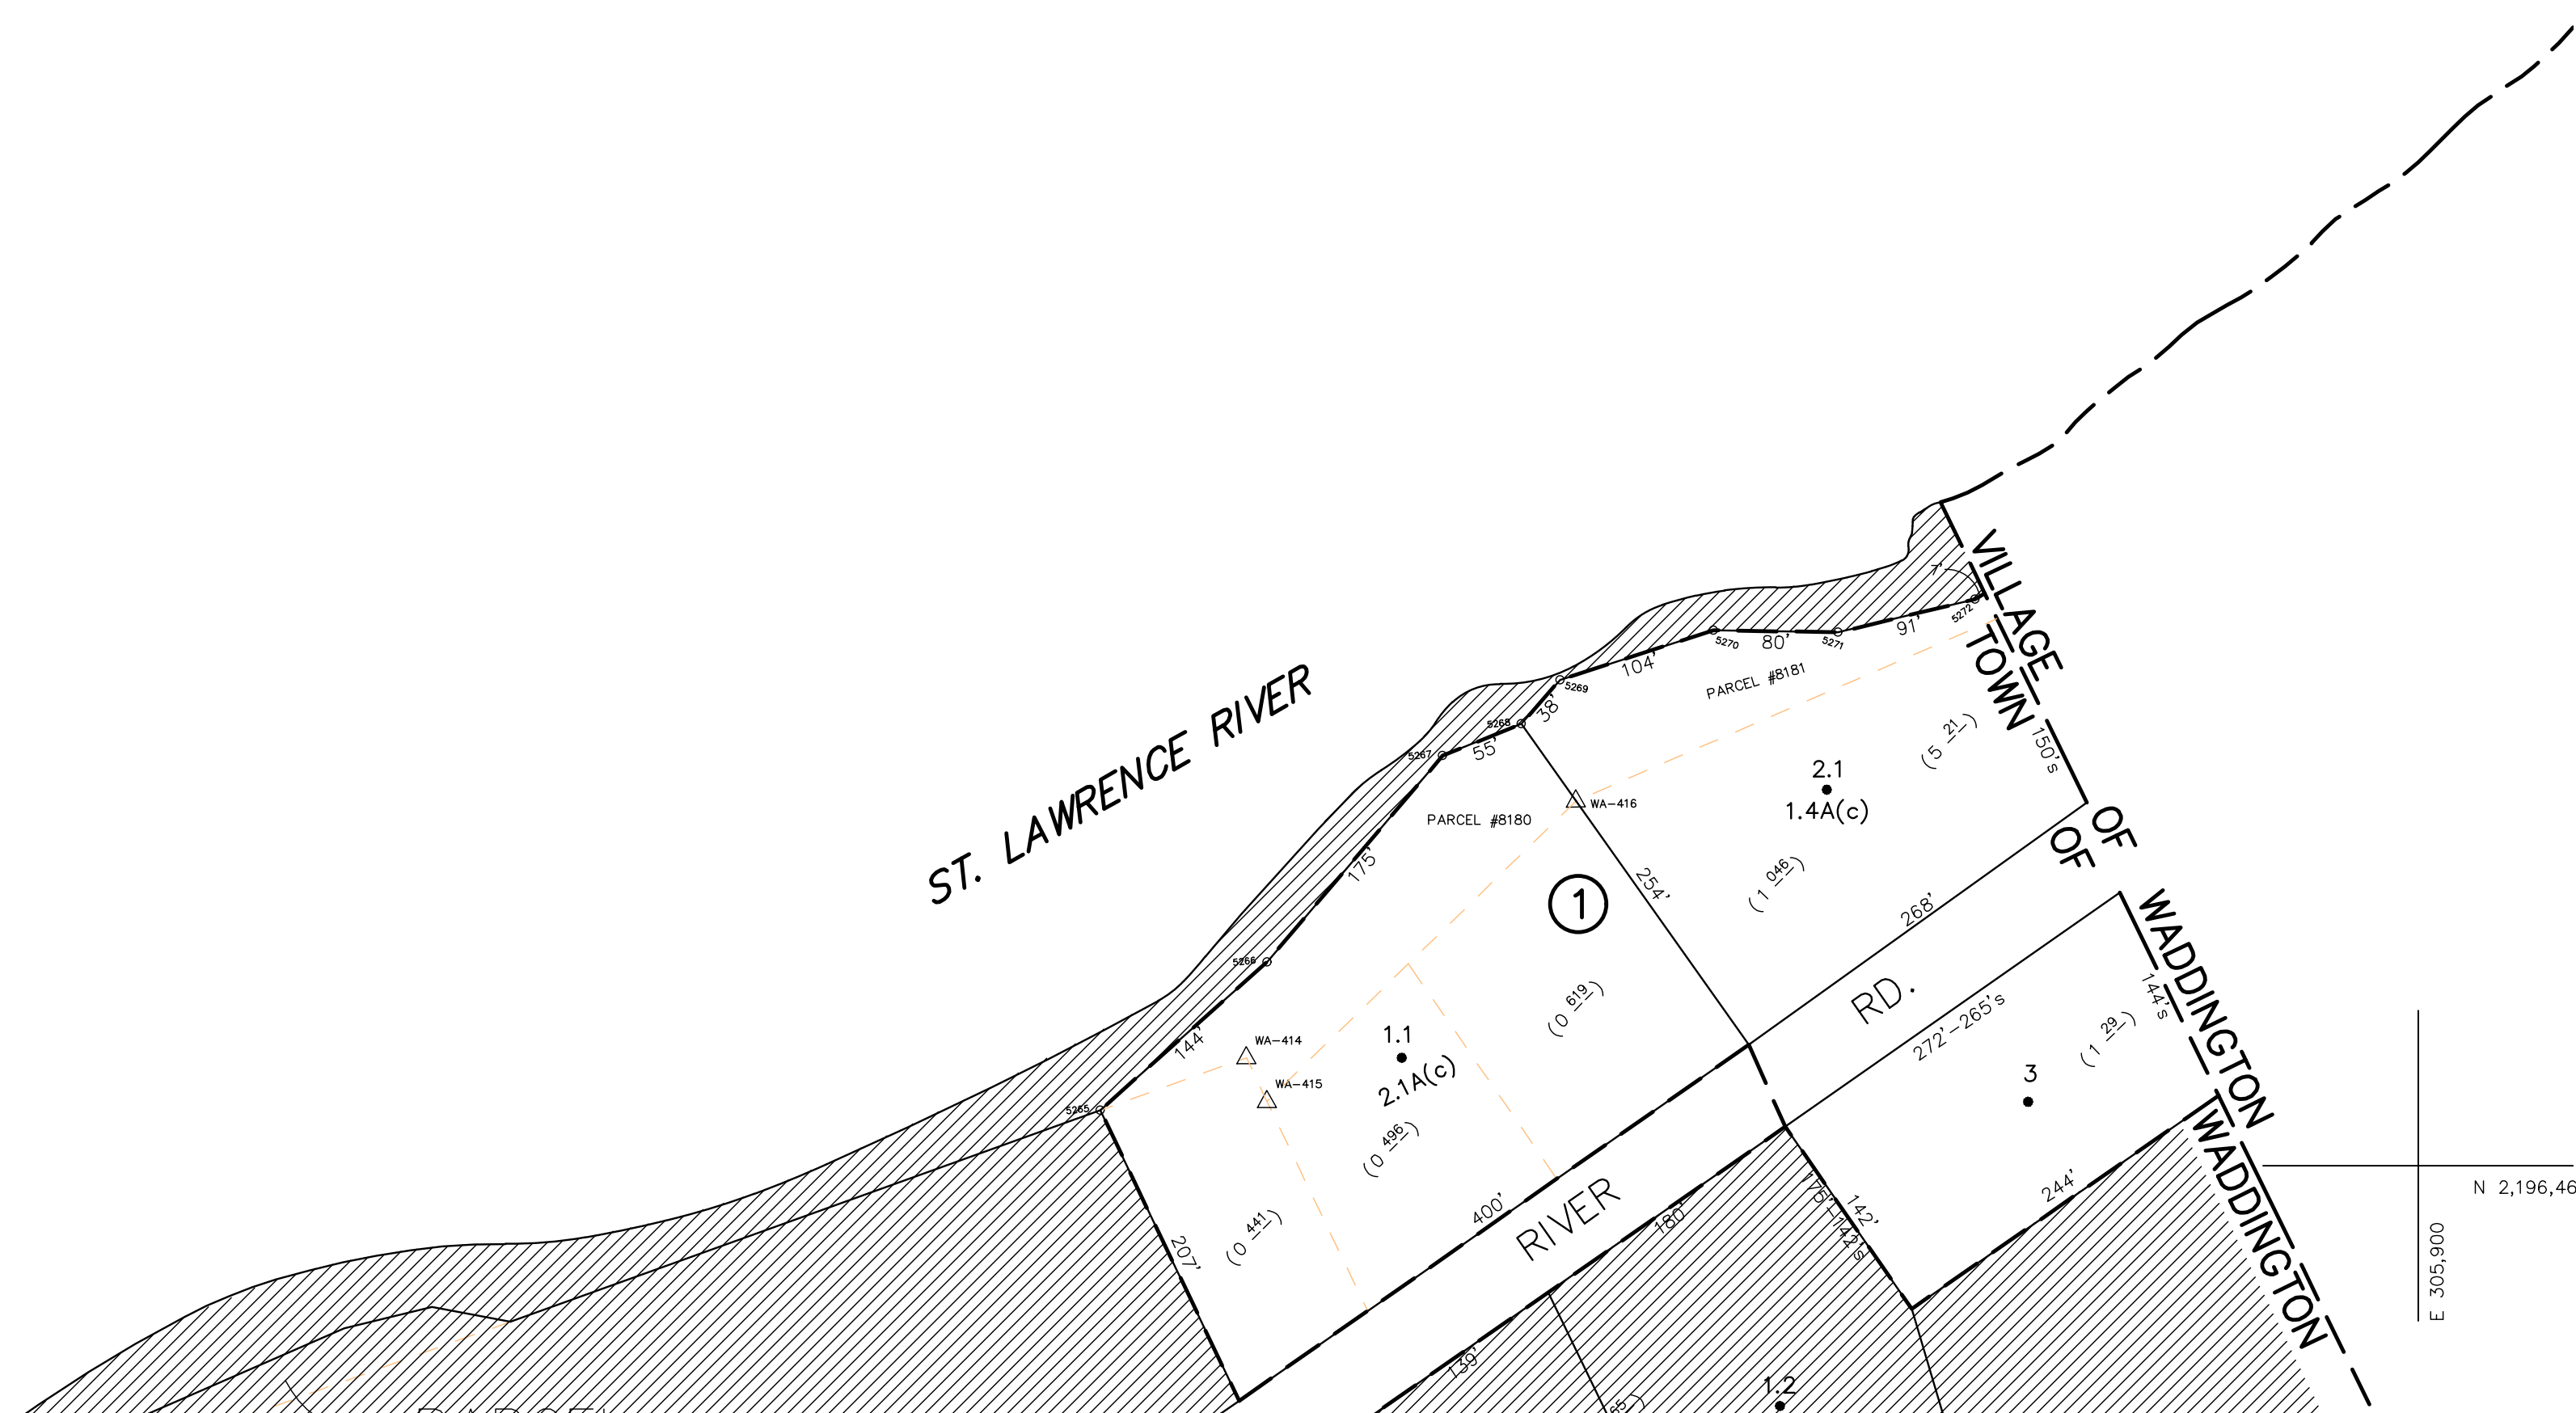 ST. LAWRENCE RIVER
VILLAGE OF WADDINGTON
TOWN OF WADDINGTON
7'
5272
91'
5271
80'
5270
104'
5269
38'
5268
55'
5267
PARCEL #8181
PARCEL #8180
WA-416
175'
5266
144'
5265
WA-414
WA-415
(5 21)
2.1
1.4A(c)
(1 046)
150's
254'
1
268'
(0 619)
1.1
2.1A(c)
(0 496)
(0 441)
207'
400'
RIVER RD.
272'-265's
144's
(1 29)
3
244'
142'
175'-142's
180'
139'
1.2
N 2,196,46
E 305,900